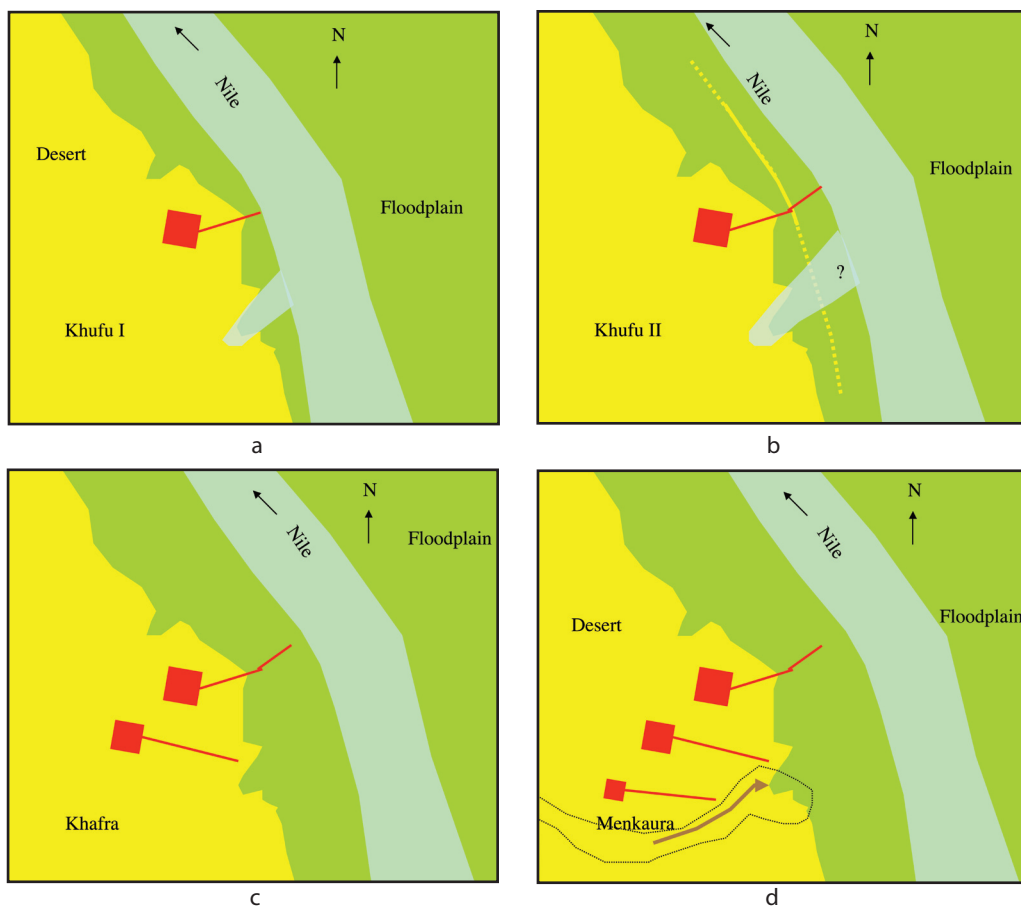 N
Nile
Desert
Floodplain
Khufu I
a
N
Nile
Floodplain
?
Khufu II
b
N
Nile
Floodplain
Khafra
c
N
Nile
Desert
Floodplain
Menkaura
d